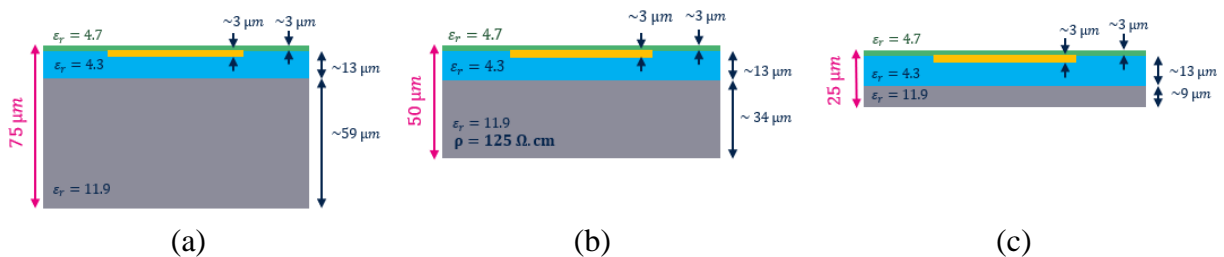 75 μm
ε_r = 4.7
~3 μm
~3 μm
ε_r = 4.3
~13 μm
~59 μm
ε_r = 11.9
(a)
50 μm
ε_r = 4.7
~3 μm
~3 μm
ε_r = 4.3
~13 μm
ε_r = 11.9
ρ = 125 Ω.cm
~ 34 μm
(b)
25 μm
ε_r = 4.7
~3 μm
~3 μm
ε_r = 4.3
~13 μm
ε_r = 11.9
~9 μm
(c)